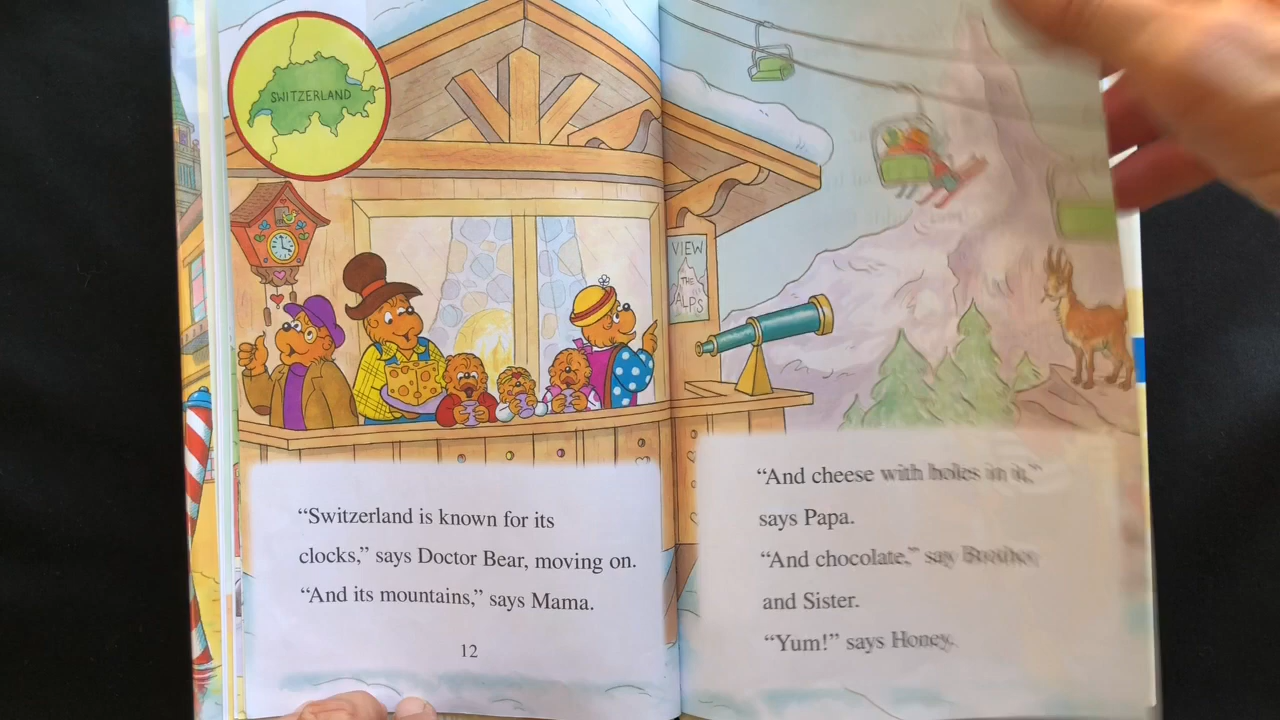 SWITZERLAND
VIEW
THE
ALPS
“Switzerland is known for its
clocks,” says Doctor Bear, moving on.
“And its mountains,” says Mama.
12
“And cheese with holes in it,”
says Papa.
“And chocolate,” say Brother
and Sister.
“Yum!” says Honey.